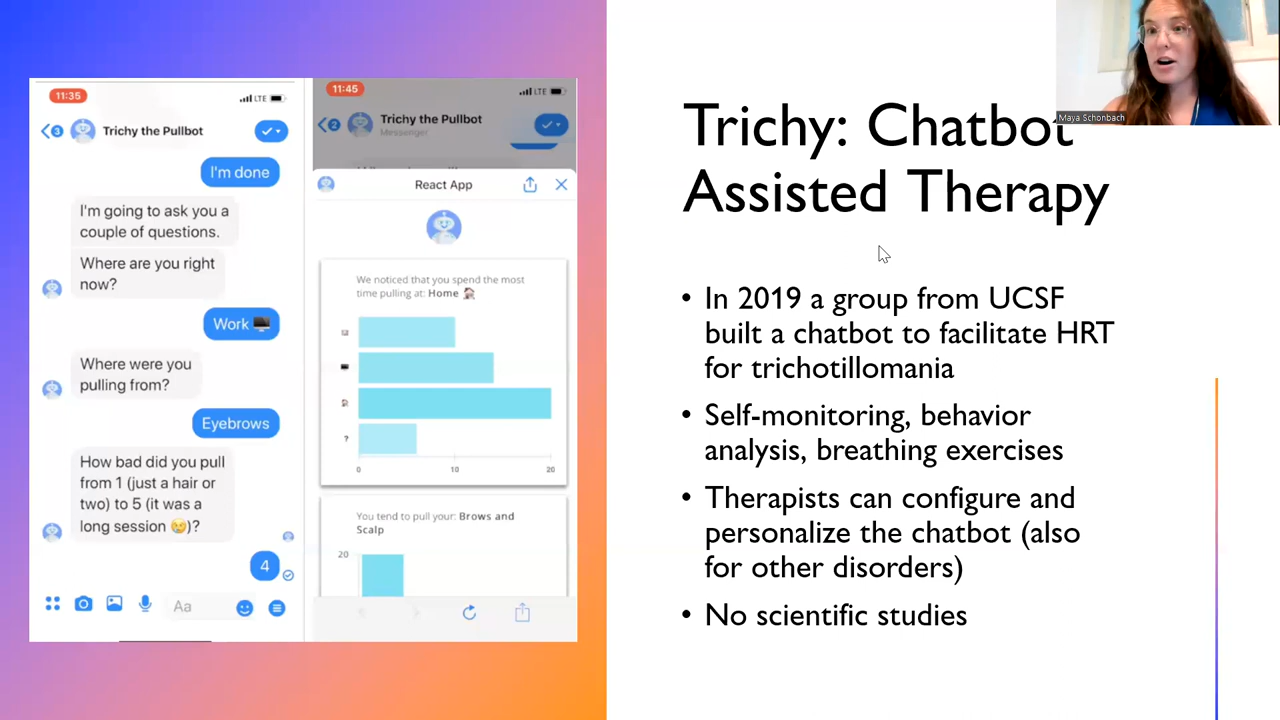 11:35
LTE
3
Trichy the Pullbot
I'm done
I'm going to ask you a
couple of questions.
Where are you right
now?
Work
Where were you
pulling from?
Eyebrows
How bad did you pull
from 1 (just a hair or
two) to 5 (it was a
long session 😢)?
4
Aa
11:45
LTE
2
Trichy the Pullbot
Messenger
React App
We noticed that you spend the most
time pulling at: Home
?
0 10 20
You tend to pull your: Brows and
Scalp
20
Trichy: Chatbot
Assisted Therapy
• In 2019 a group from UCSF
built a chatbot to facilitate HRT
for trichotillomania
• Self-monitoring, behavior
analysis, breathing exercises
• Therapists can configure and
personalize the chatbot (also
for other disorders)
• No scientific studies
Maya Schonbach